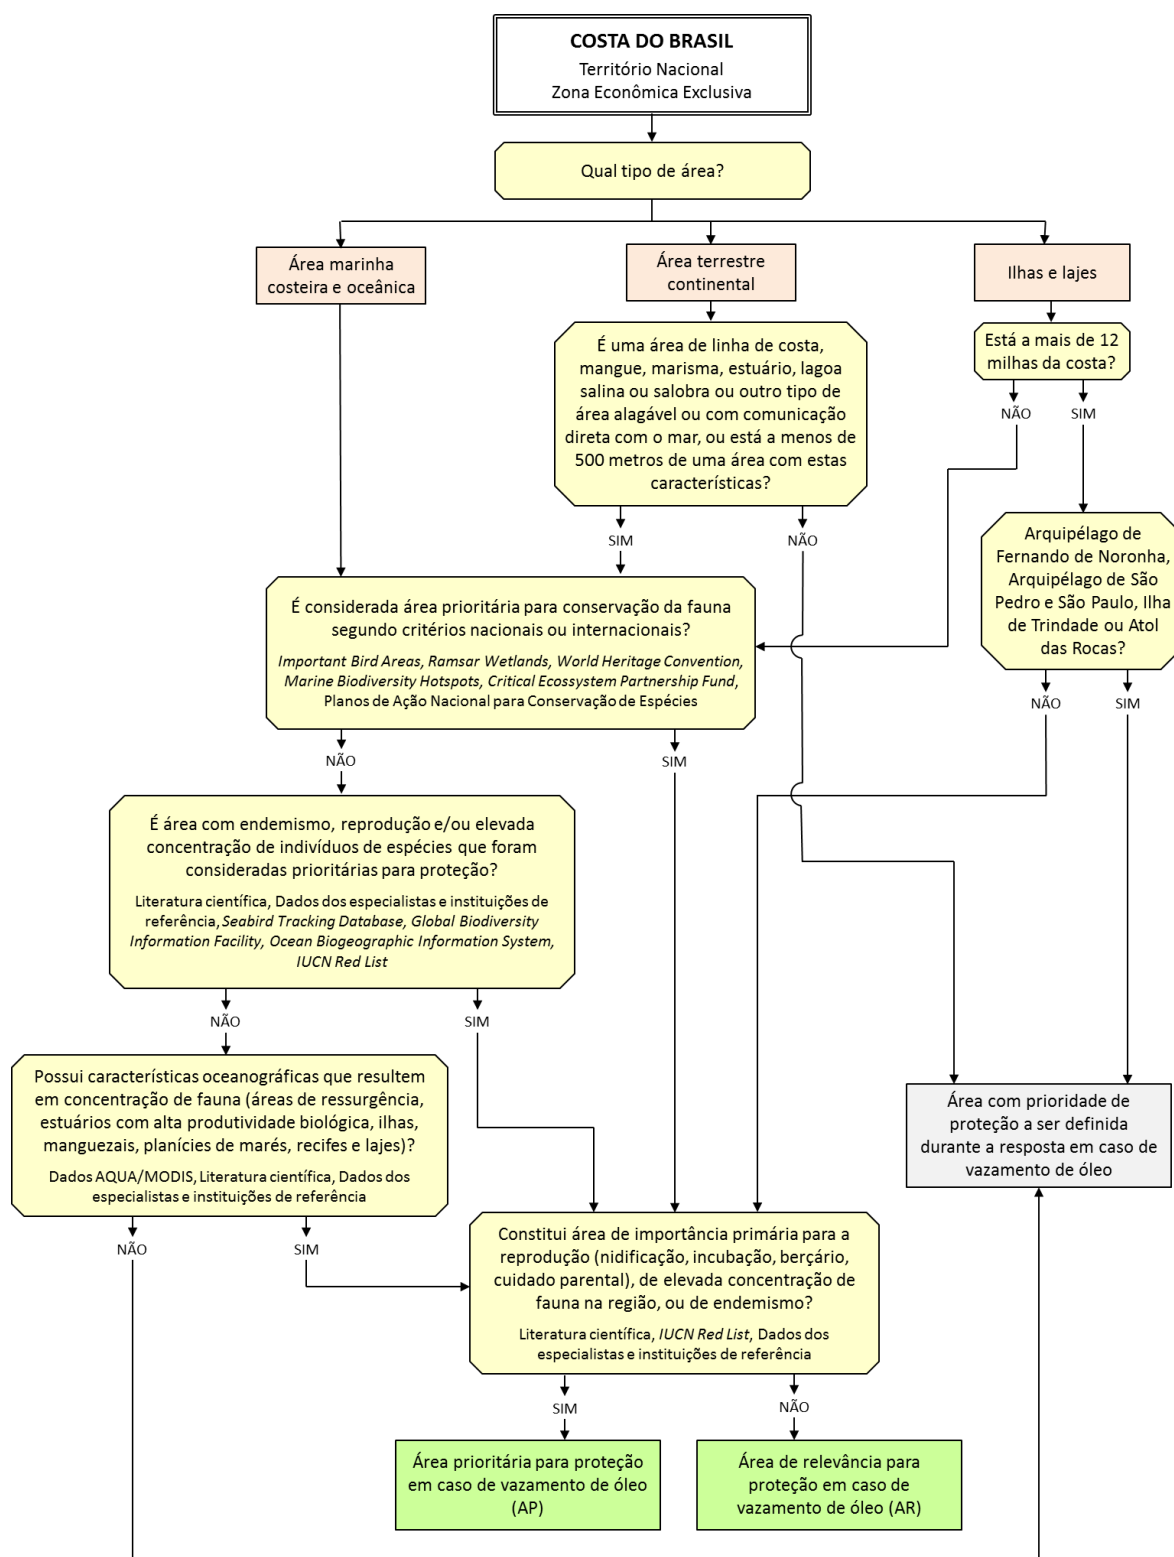 COSTA DO BRASIL
Território Nacional
Zona Econômica Exclusiva
Qual tipo de área?
Área marinha
costeira e oceânica
Área terrestre
continental
Ilhas e lajes
É uma área de linha de costa,
mangue, marisma, estuário, lagoa
salina ou salobra ou outro tipo de
área alagável ou com comunicação
direta com o mar, ou está a menos de
500 metros de uma área com estas
características?
Está a mais de 12
milhas da costa?
NÃO
SIM
SIM
NÃO
Arquipélago de
Fernando de Noronha,
Arquipélago de São
Pedro e São Paulo, Ilha
de Trindade ou Atol
das Rocas?
NÃO
SIM
É considerada área prioritária para conservação da fauna
segundo critérios nacionais ou internacionais?
Important Bird Areas, Ramsar Wetlands, World Heritage Convention,
Marine Biodiversity Hotspots, Critical Ecosystem Partnership Fund,
Planos de Ação Nacional para Conservação de Espécies
NÃO
SIM
É área com endemismo, reprodução e/ou elevada
concentração de indivíduos de espécies que foram
consideradas prioritárias para proteção?
Literatura científica, Dados dos especialistas e instituições de
referência, Seabird Tracking Database, Global Biodiversity
Information Facility, Ocean Biogeographic Information System,
IUCN Red List
NÃO
SIM
Possui características oceanográficas que resultem
em concentração de fauna (áreas de ressurgência,
estuários com alta produtividade biológica, ilhas,
manguezais, planícies de marés, recifes e lajes)?
Dados AQUA/MODIS, Literatura científica, Dados dos
especialistas e instituições de referência
NÃO
SIM
Área com prioridade de
proteção a ser definida
durante a resposta em caso de
vazamento de óleo
Constitui área de importância primária para a
reprodução (nidificação, incubação, berçário,
cuidado parental), de elevada concentração de
fauna na região, ou de endemismo?
Literatura científica, IUCN Red List, Dados dos
especialistas e instituições de referência
SIM
NÃO
Área prioritária para proteção
em caso de vazamento de óleo
(AP)
Área de relevância para
proteção em caso de
vazamento de óleo (AR)